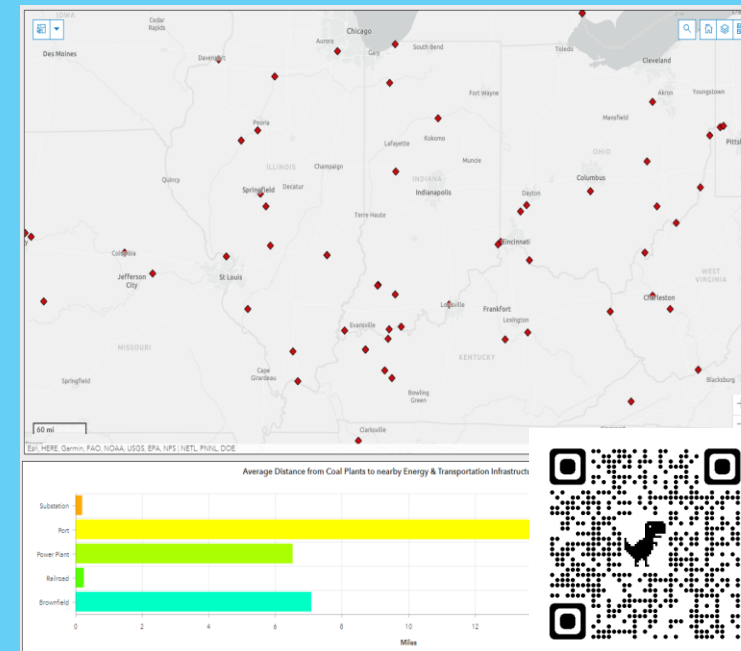 IOWA
Cedar
Rapids
Chicago
Aurore
Gary
South Bend
Toledo
Des Moines
Davenport
Cleveland
Fort Wayne
Akron
Youngstown
Mansfield
Peoria
Lafayette
Kokomo
Pittsb
OHIO
ILLINOIS
Champaign
Muncie
Quincy
INDIANA
Columbus
Springfield
Decatur
Indianapolis
Dayton
Terre Haute
Cincinnati
Columbia
Jefferson
City
St Louis
WEST
VIRGINIA
Charleston
Louisville
Frankfort
Lexington
Evansville
MISSOURI
KENTUCKY
Cape
Girardeau
Springfield
Blacksburg
Bowling
Green
60 mi
Clarksville
Esri, HERE, Garmin, FAO, NOAA, USGS, EPA, NPS | NETL, PNNL, DOE
Average Distance from Coal Plants to nearby Energy & Transportation Infrastructu
Substation
Port
Power Plant
Railroad
Brownfield
0 2 4 6 8 10 12
Miles